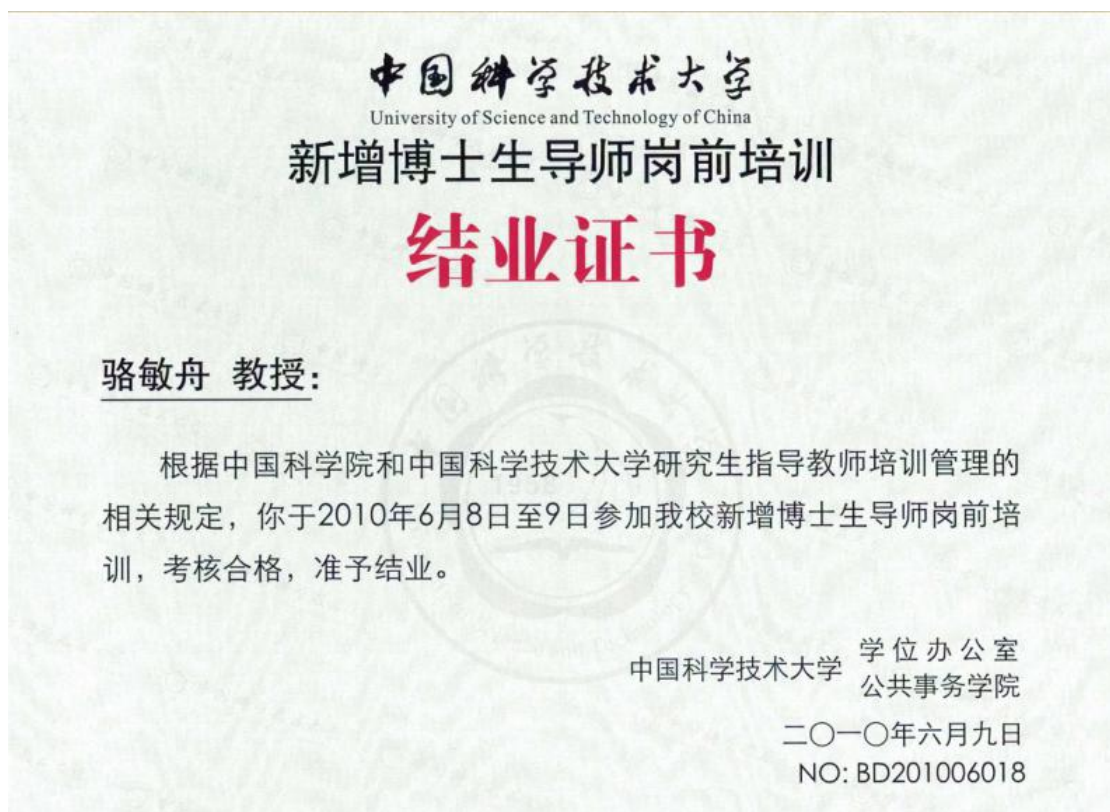 中国科学技术大学
University of Science and Technology of China
新增博士生导师岗前培训
结业证书
骆敏舟 教授:
根据中国科学院和中国科学技术大学研究生指导教师培训管理的
相关规定，你于2010年6月8日至9日参加我校新增博士生导师岗前培
训，考核合格，准予结业。
中国科学技术大学 学位办公室
公共事务学院
二〇一〇年六月九日
NO: BD201006018
1958